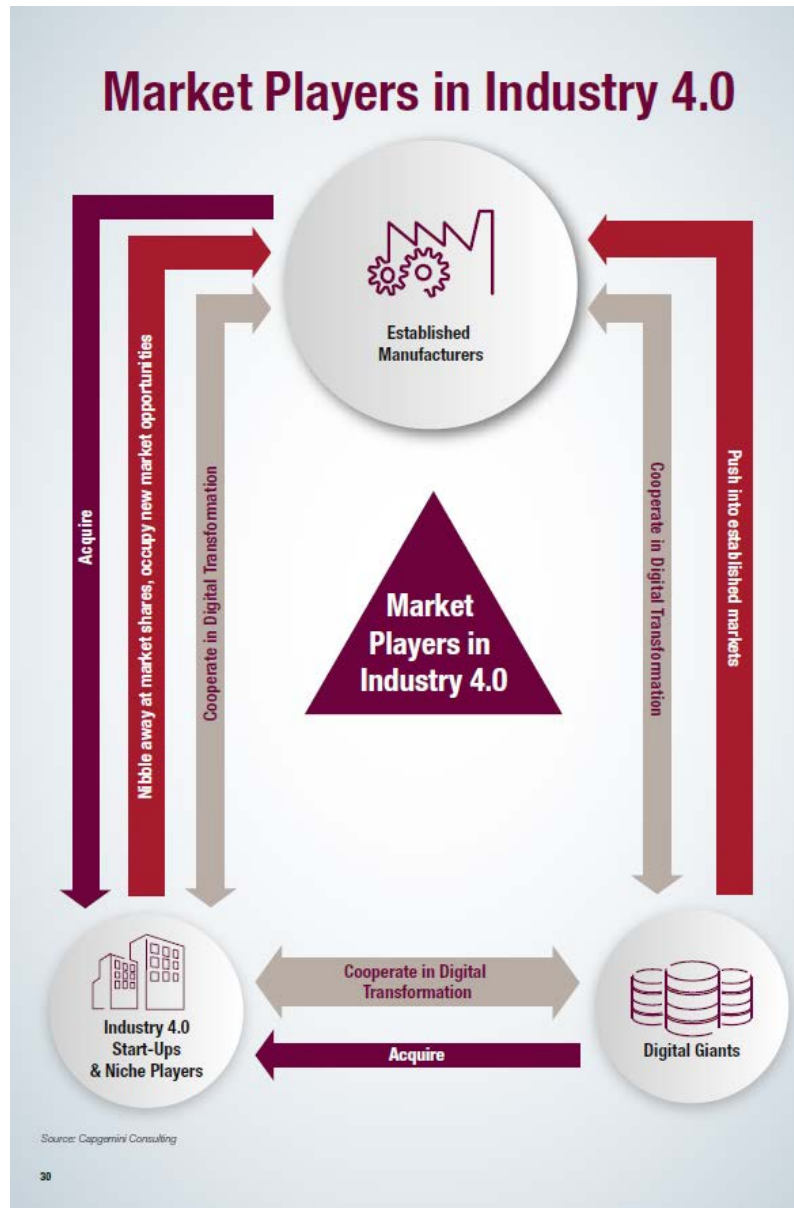 Market Players in Industry 4.0
Established
Manufacturers
Acquire
Nibble away at market shares, occupy new market opportunities
Cooperate in Digital Transformation
Cooperate in Digital Transformation
Push into established markets
Market
Players in
Industry 4.0
Industry 4.0
Start-Ups
& Niche Players
Cooperate in Digital
Transformation
Acquire
Digital Giants
Source: Capgemini Consulting
30